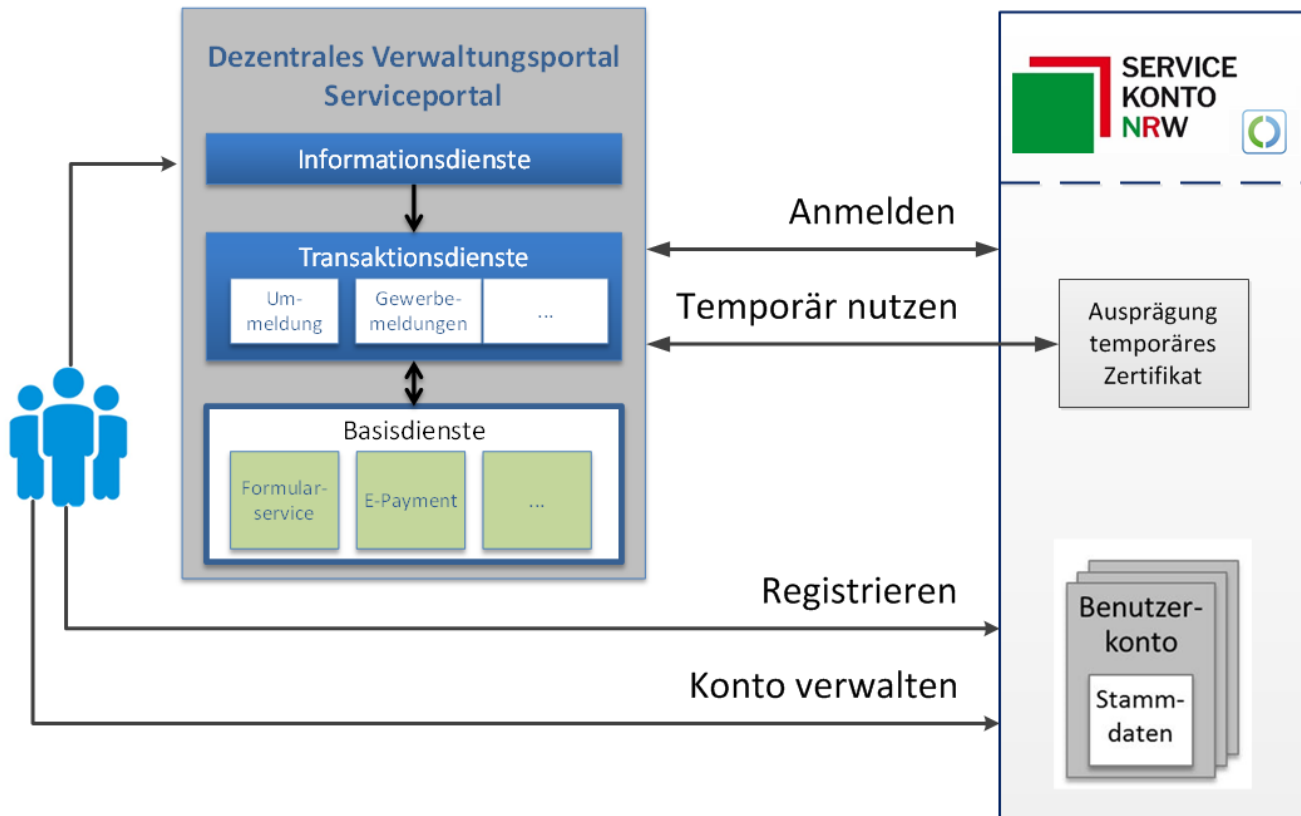 Dezentrales Verwaltungsportal
Serviceportal
Informationsdienste
Transaktionsdienste
Um-
meldung
Gewerbe-
meldungen
...
Basisdienste
Formular-
service
E-Payment
...
Anmelden
Temporär nutzen
Registrieren
Konto verwalten
SERVICE
KONTO
NRW
Ausprägung
temporäres
Zertifikat
Benutzer-
konto
Stamm-
daten